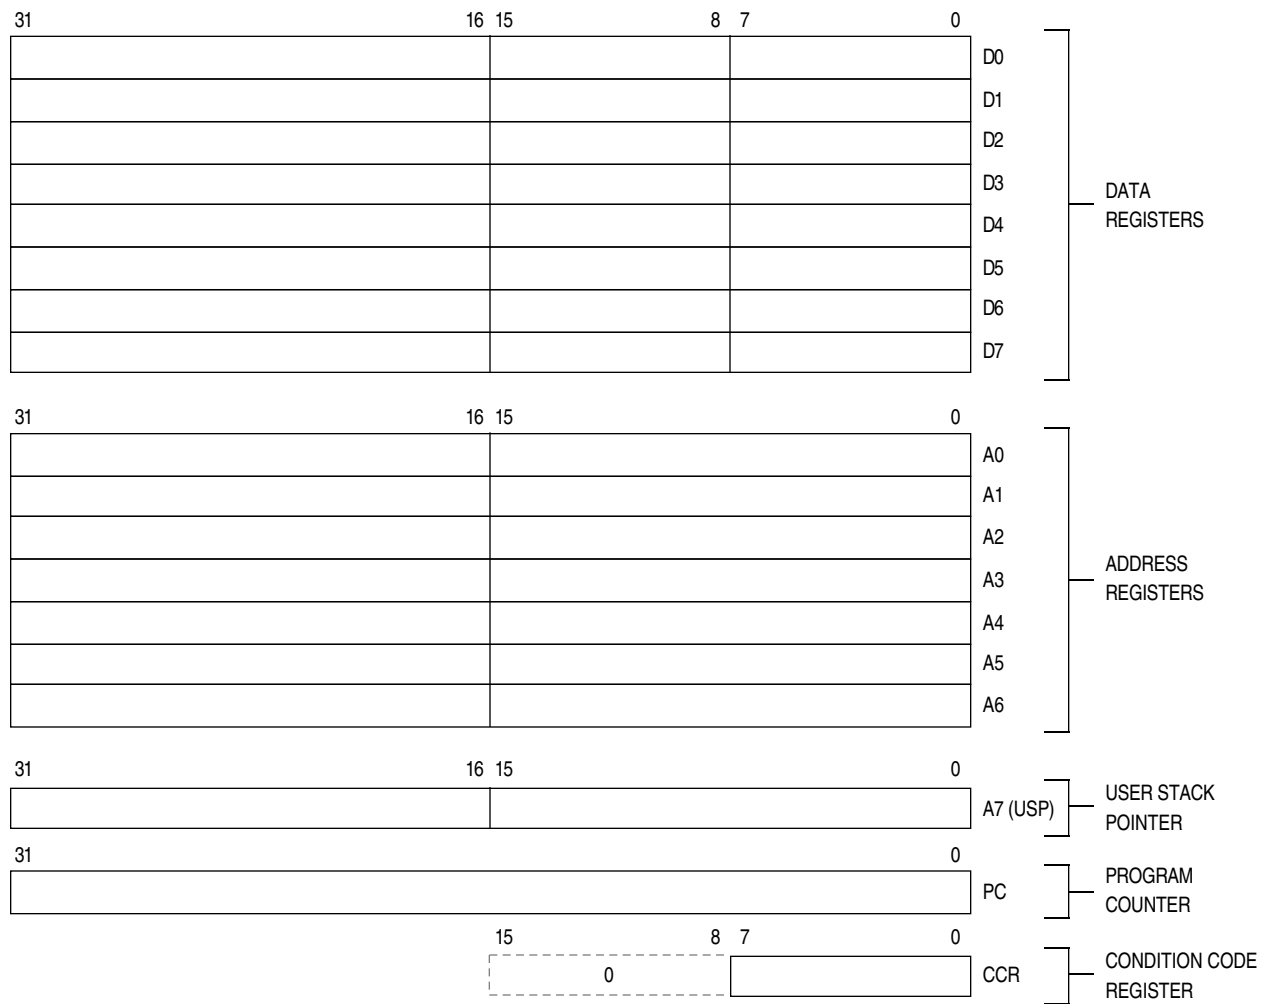 31 16 15 8 7 0
D0
D1
D2
D3
D4
D5
D6
D7
DATA
REGISTERS
31 16 15 0
A0
A1
A2
A3
A4
A5
A6
ADDRESS
REGISTERS
31 16 15 0
A7 (USP)
USER STACK
POINTER
31 0
PC
PROGRAM
COUNTER
15 8 7 0
0
CCR
CONDITION CODE
REGISTER